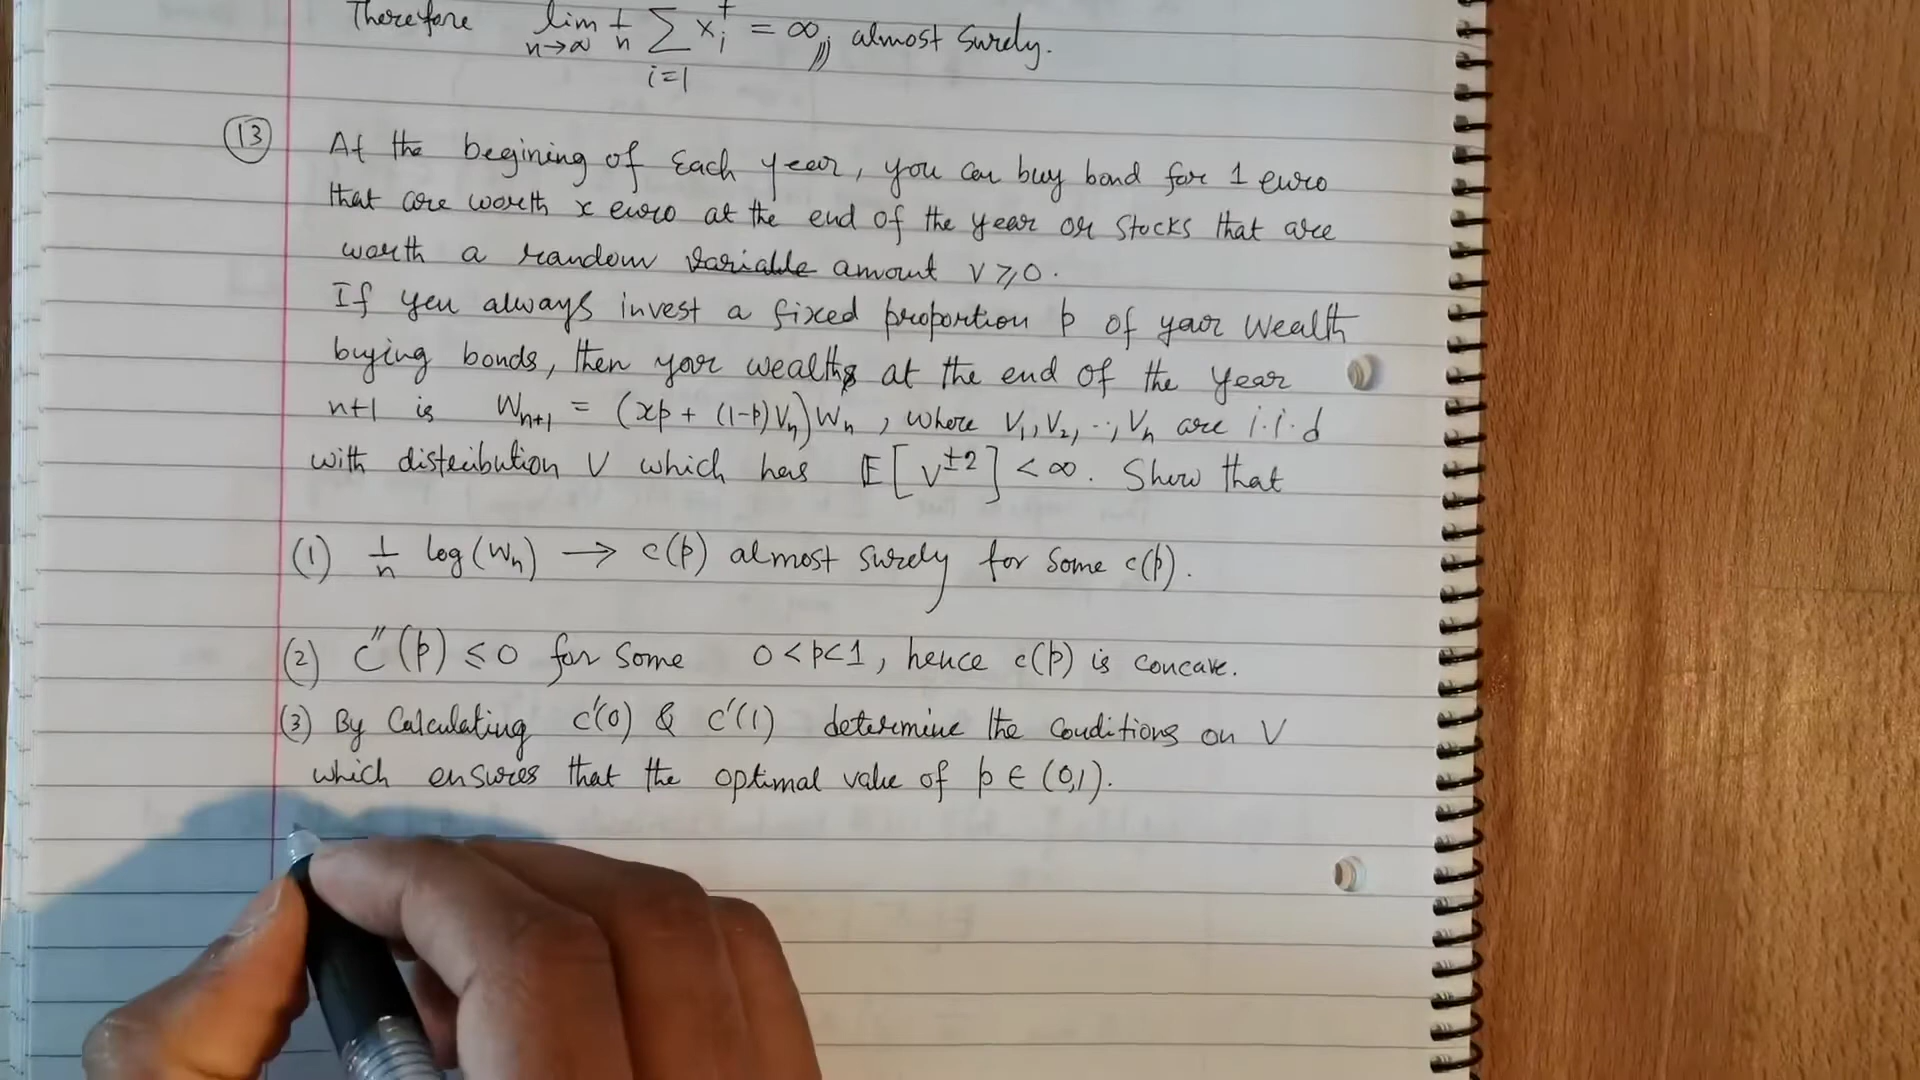 Therefore lim n→∞ 1/n Σ i=1 x_i^+ = ∞,, almost surely.
(13) At the begining of Each year, you can buy bond for 1 euro
that are worth x euro at the end of the year or stocks that are
worth a random variable amount V ≥ 0.
If you always invest a fixed proportion p of your wealth
buying bonds, then your wealth at the end of the year
n+1 is W_{n+1} = (xp + (1-p)V_n) W_n, where V_1, V_2, ..., V_n are i.i.d
with distribution V which has 𝔼[V^{±2}] < ∞. Show that
(1) 1/n log(W_n) → c(p) almost surely for some c(p).
(2) c''(p) ≤ 0 for some 0 < p < 1, hence c(p) is concave.
(3) By Calculating c'(0) & c'(1) determine the conditions on V
which ensures that the optimal value of p ∈ (0,1).